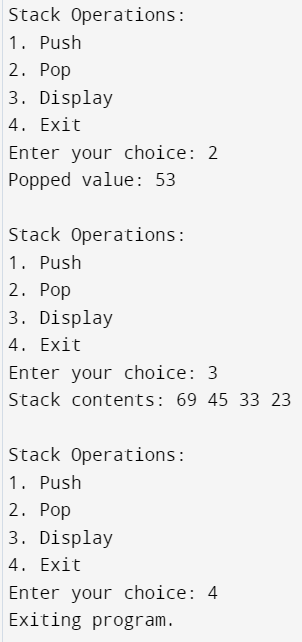 Stack Operations:
1. Push
2. Pop
3. Display
4. Exit
Enter your choice: 2
Popped value: 53
Stack Operations:
1. Push
2. Pop
3. Display
4. Exit
Enter your choice: 3
Stack contents: 69 45 33 23
Stack Operations:
1. Push
2. Pop
3. Display
4. Exit
Enter your choice: 4
Exiting program.